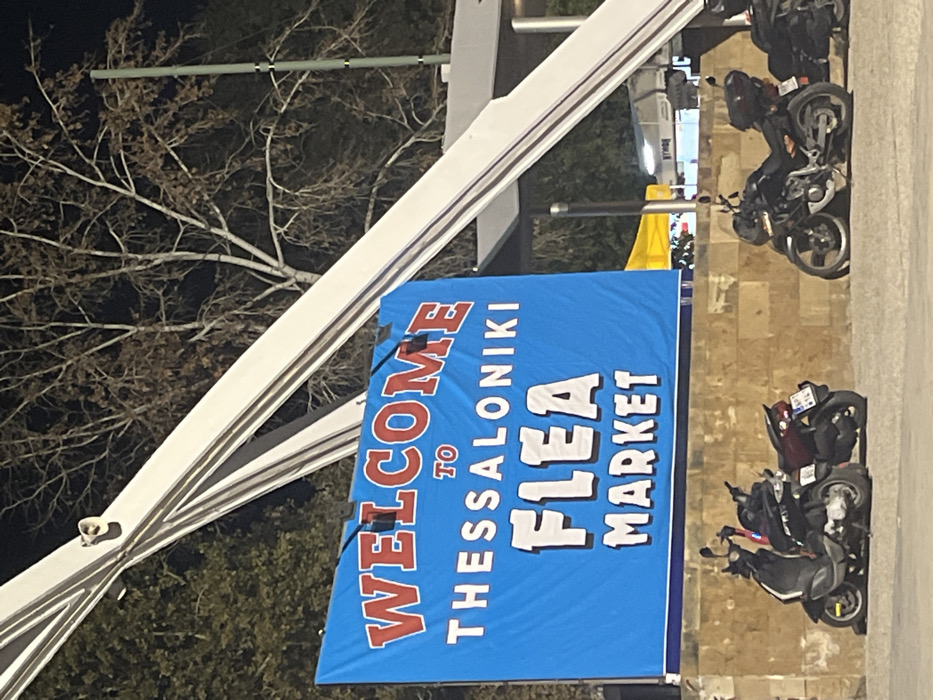 WELCOME
TO
THESSALONIKI
FLEA
MARKET